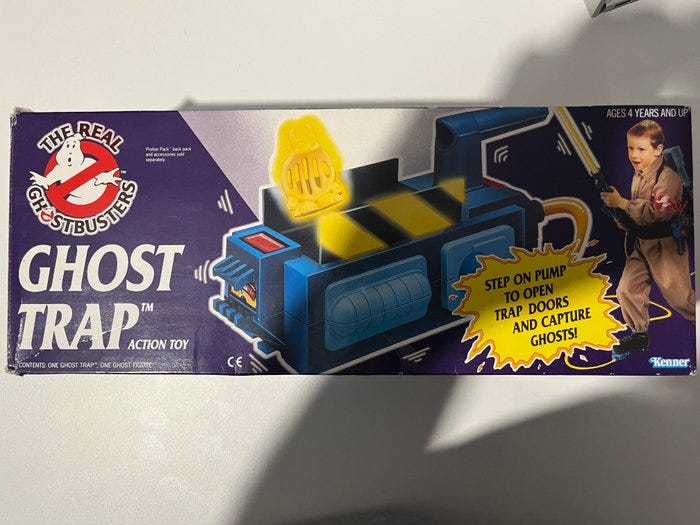 THE REAL
GHOSTBUSTERS
Proton Pack™ back pack
and accessories sold
separately.
AGES 4 YEARS AND UP
GHOST
TRAP™
ACTION TOY
STEP ON PUMP
TO OPEN
TRAP DOORS
AND CAPTURE
GHOSTS!
CONTENTS: ONE GHOST TRAP™, ONE GHOST FIGURE
CE
Kenner